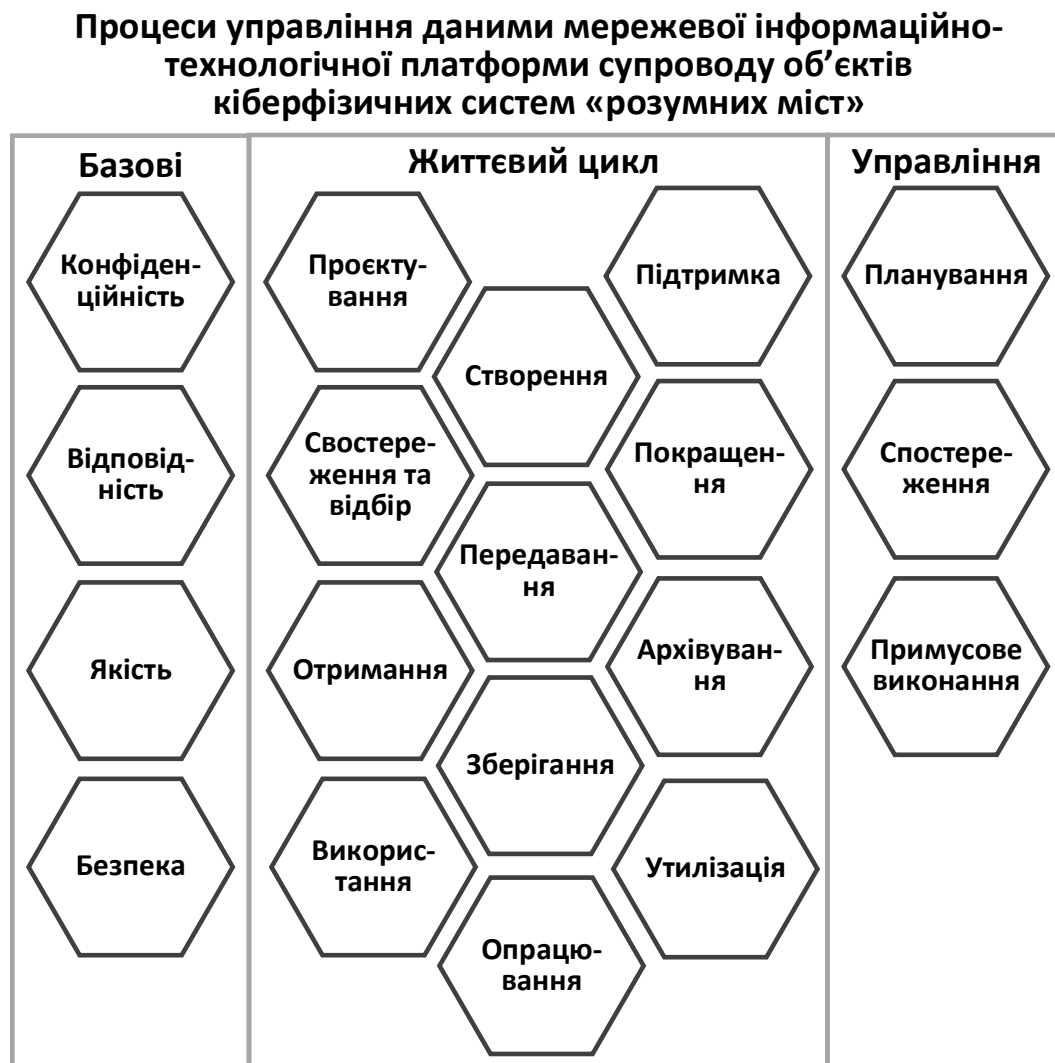 Процеси управління даними мережевої інформаційно-
технологічної платформи супроводу об’єктів
кіберфізичних систем «розумних міст»
Базові
Конфіден-
ційність
Відповід-
ність
Якість
Безпека
Життєвий цикл
Проєкту-
вання
Свостере-
ження та
відбір
Отримання
Викорис-
тання
Створення
Передаван-
ня
Зберігання
Опрацю-
вання
Підтримка
Покращен-
ня
Архівуван-
ня
Утилізація
Управління
Планування
Спостере-
ження
Примусове
виконання